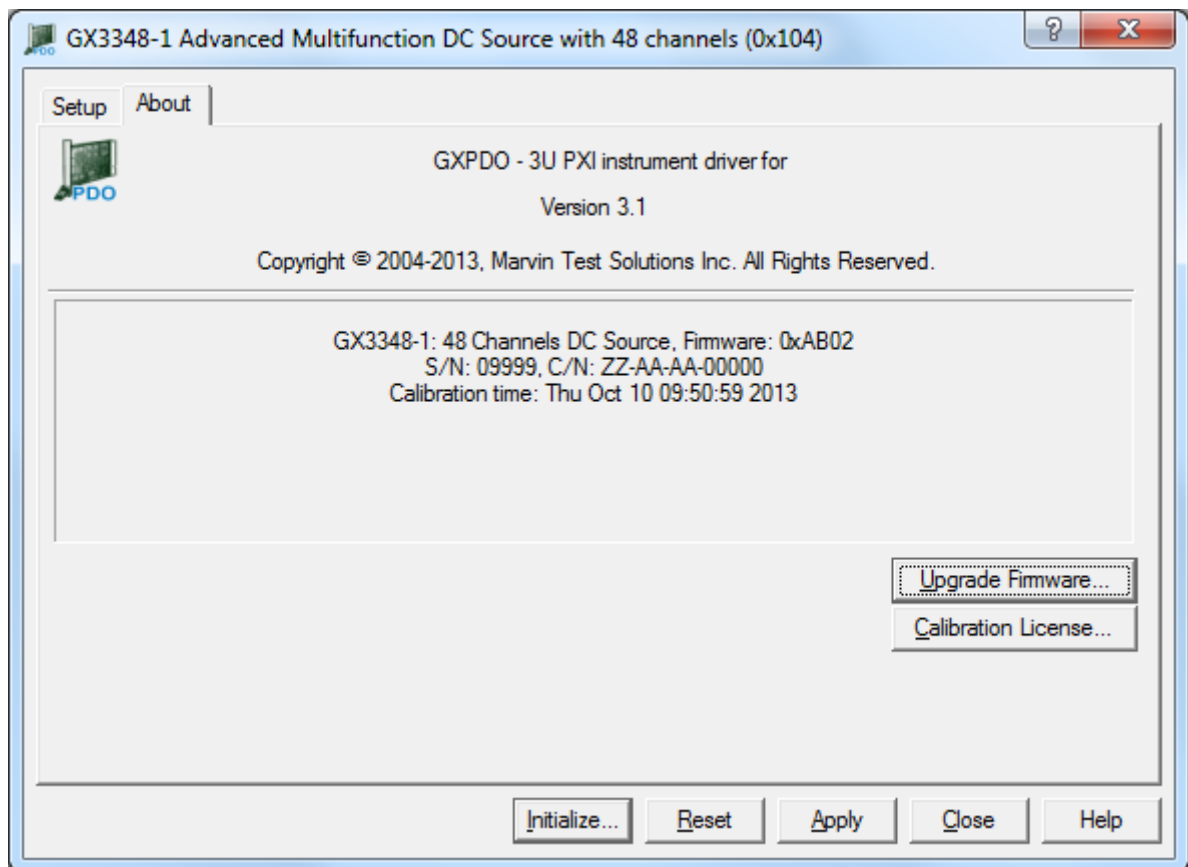 GX3348-1 Advanced Multifunction DC Source with 48 channels (0x104)
Setup
About
PDO
GXPDO - 3U PXI instrument driver for
Version 3.1
Copyright © 2004-2013, Marvin Test Solutions Inc. All Rights Reserved.
GX3348-1: 48 Channels DC Source, Firmware: 0xAB02
S/N: 09999, C/N: ZZ-AA-AA-00000
Calibration time: Thu Oct 10 09:50:59 2013
Upgrade Firmware...
Calibration License...
Initialize...
Reset
Apply
Close
Help